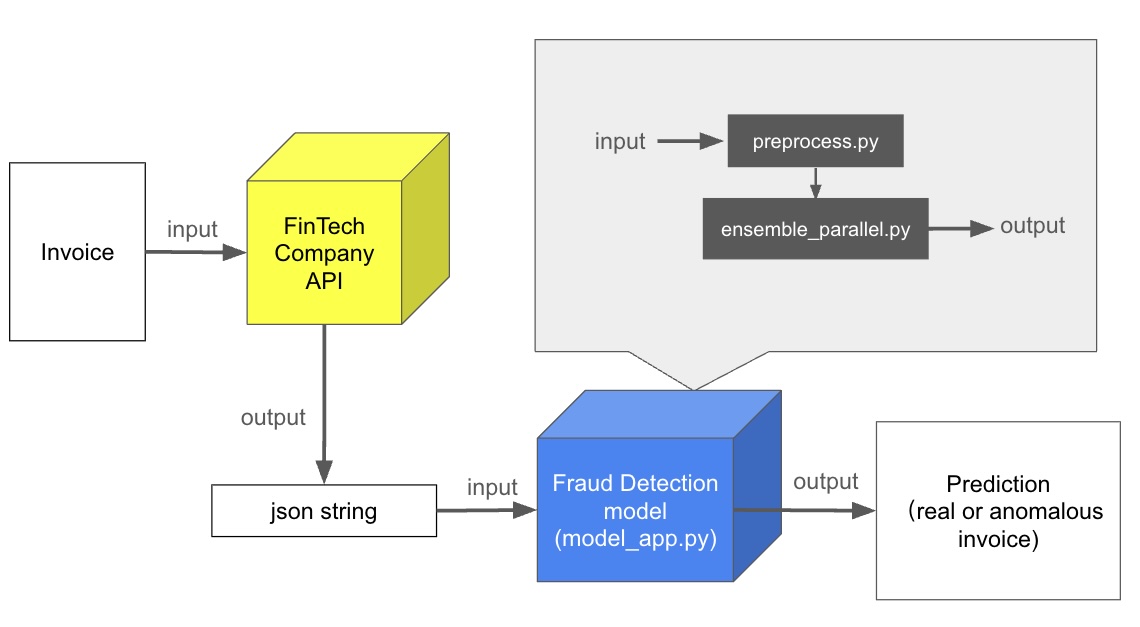 input
preprocess.py
ensemble_parallel.py
output
Invoice
input
FinTech
Company
API
output
json string
input
Fraud Detection
model
(model_app.py)
output
Prediction
(real or anomalous
invoice)